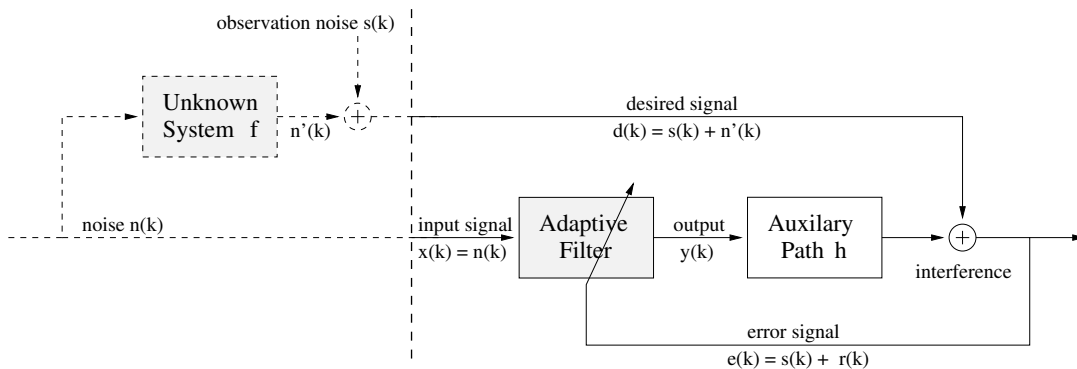 observation noise s(k)
Unknown
System f
n'(k)
+
desired signal
d(k) = s(k) + n'(k)
noise n(k)
input signal
x(k) = n(k)
Adaptive
Filter
output
y(k)
Auxilary
Path h
+
interference
error signal
e(k) = s(k) + r(k)